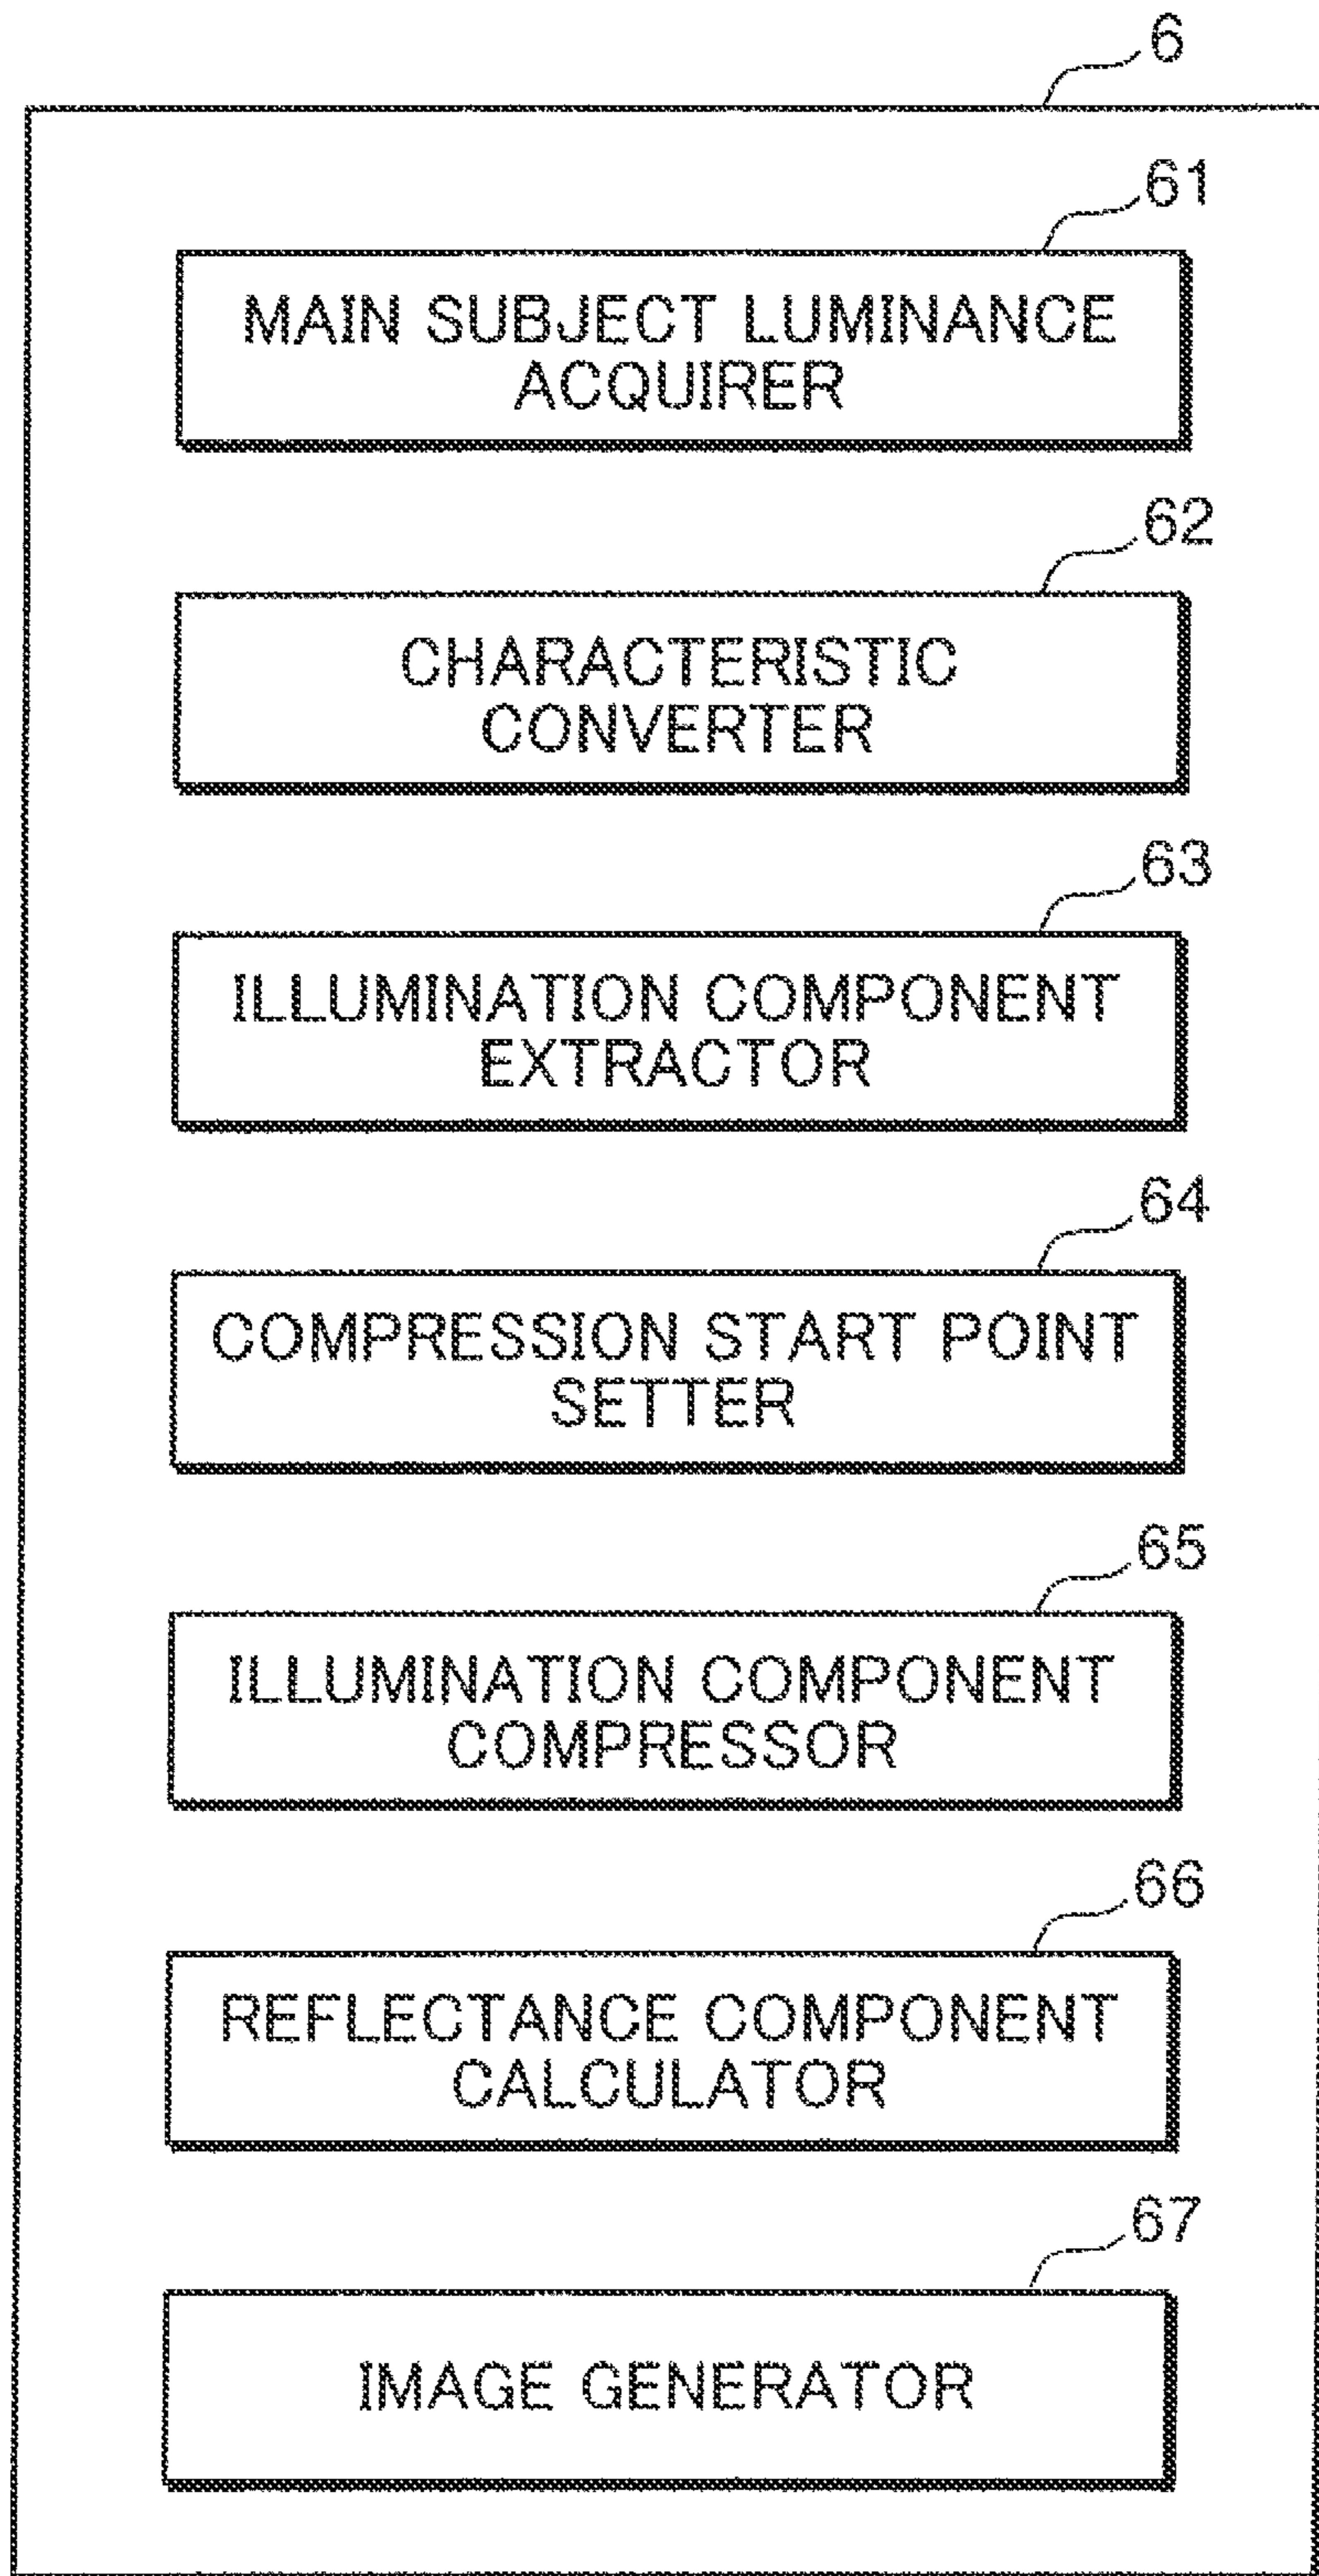 6
61
MAIN SUBJECT LUMINANCE
ACQUIRER
62
CHARACTERISTIC
CONVERTER
63
ILLUMINATION COMPONENT
EXTRACTOR
64
COMPRESSION START POINT
SETTER
65
ILLUMINATION COMPONENT
COMPRESSOR
66
REFLECTANCE COMPONENT
CALCULATOR
67
IMAGE GENERATOR